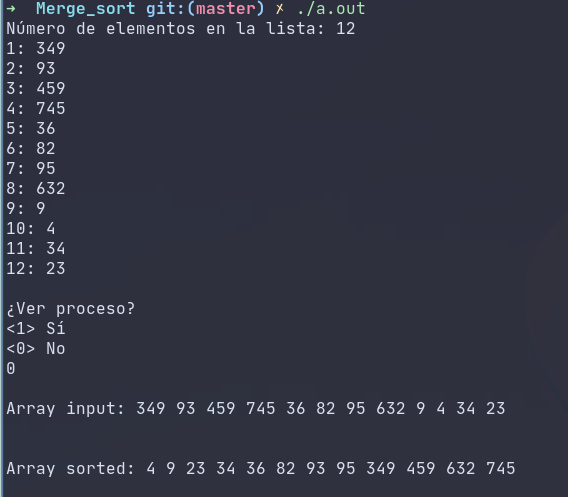 ➜  Merge_sort git:(master) ✗ ./a.out
Número de elementos en la lista: 12
1: 349
2: 93
3: 459
4: 745
5: 36
6: 82
7: 95
8: 632
9: 9
10: 4
11: 34
12: 23
¿Ver proceso?
<1> Sí
<0> No
0
Array input: 349 93 459 745 36 82 95 632 9 4 34 23
Array sorted: 4 9 23 34 36 82 93 95 349 459 632 745